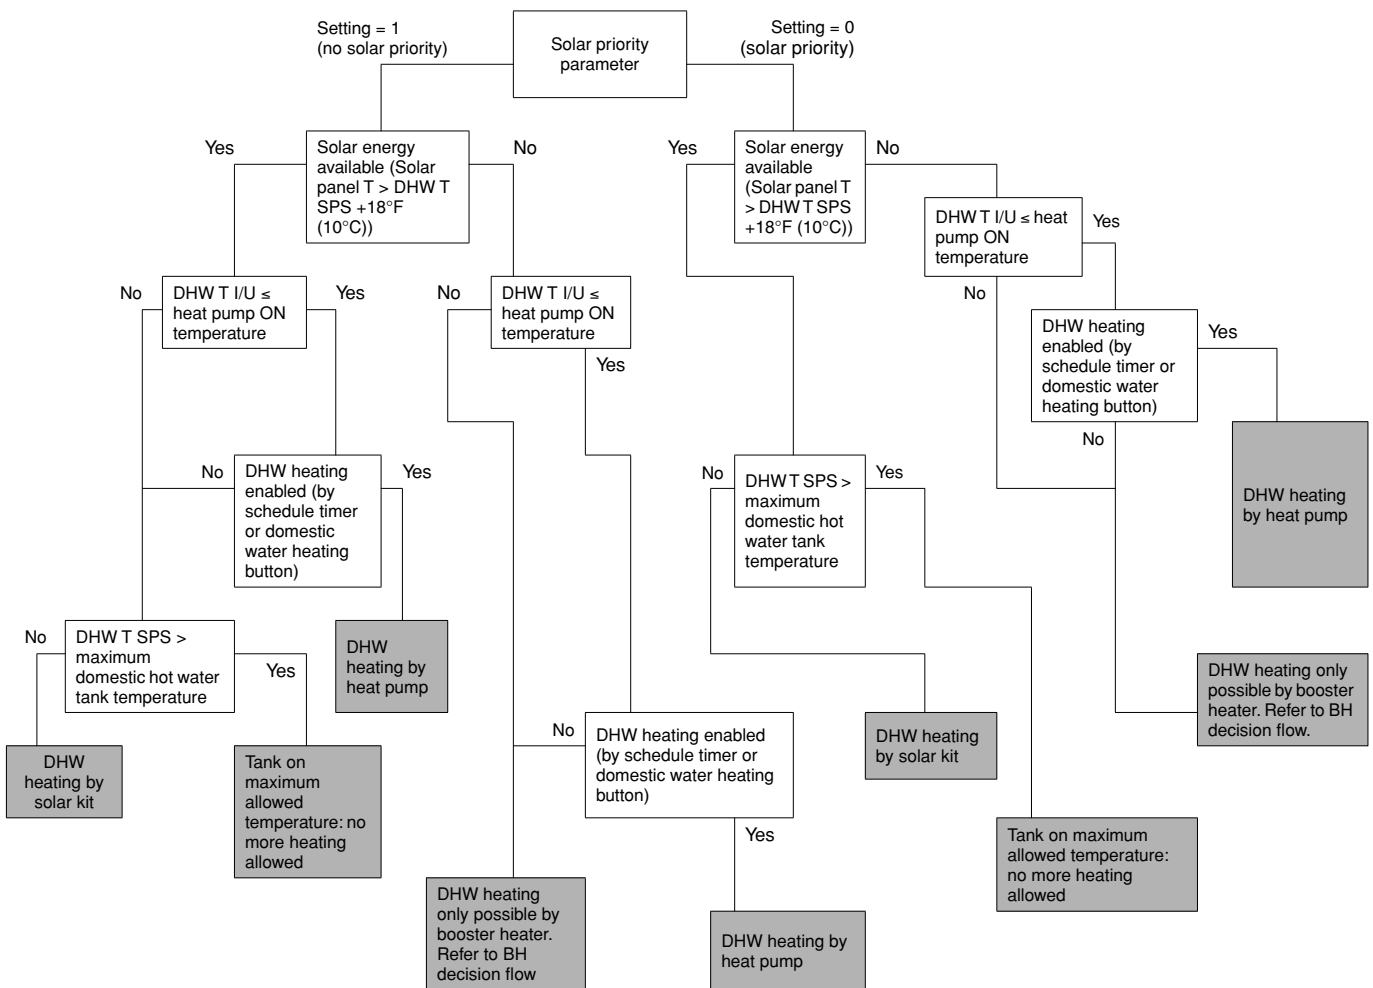 Setting = 1
(no solar priority)
Solar priority
parameter
Setting = 0
(solar priority)
Yes
Solar energy
available (Solar
panel T > DHW T
SPS +18°F
(10°C))
No
Yes
Solar energy
available
(Solar panel T
> DHW T SPS
+18°F (10°C))
No
DHW T I/U ≤ heat
pump ON
temperature
Yes
No
No
DHW T I/U ≤
heat pump ON
temperature
Yes
No
DHW T I/U ≤
heat pump ON
temperature
Yes
DHW heating
enabled (by
schedule timer or
domestic water
heating button)
Yes
No
No
DHW heating
enabled (by
schedule timer
or domestic
water heating
button)
Yes
No
DHW T SPS >
maximum
domestic hot
water tank
temperature
Yes
DHW heating
by heat pump
No
DHW T SPS >
maximum
domestic hot water
tank temperature
Yes
DHW
heating by
heat pump
DHW heating only
possible by booster
heater. Refer to BH
decision flow.
No
DHW heating enabled
(by schedule timer or
domestic water heating
button)
Yes
DHW heating
by solar kit
DHW
heating by
solar kit
Tank on
maximum
allowed
temperature: no
more heating
allowed
Tank on maximum
allowed temperature:
no more heating
allowed
DHW heating
only possible by
booster heater.
Refer to BH
decision flow
DHW heating by
heat pump